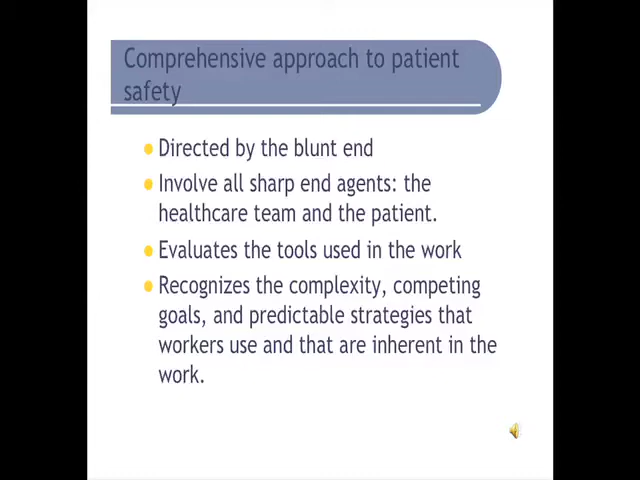 Comprehensive approach to patient
safety
Directed by the blunt end
Involve all sharp end agents: the
healthcare team and the patient.
Evaluates the tools used in the work
Recognizes the complexity, competing
goals, and predictable strategies that
workers use and that are inherent in the
work.